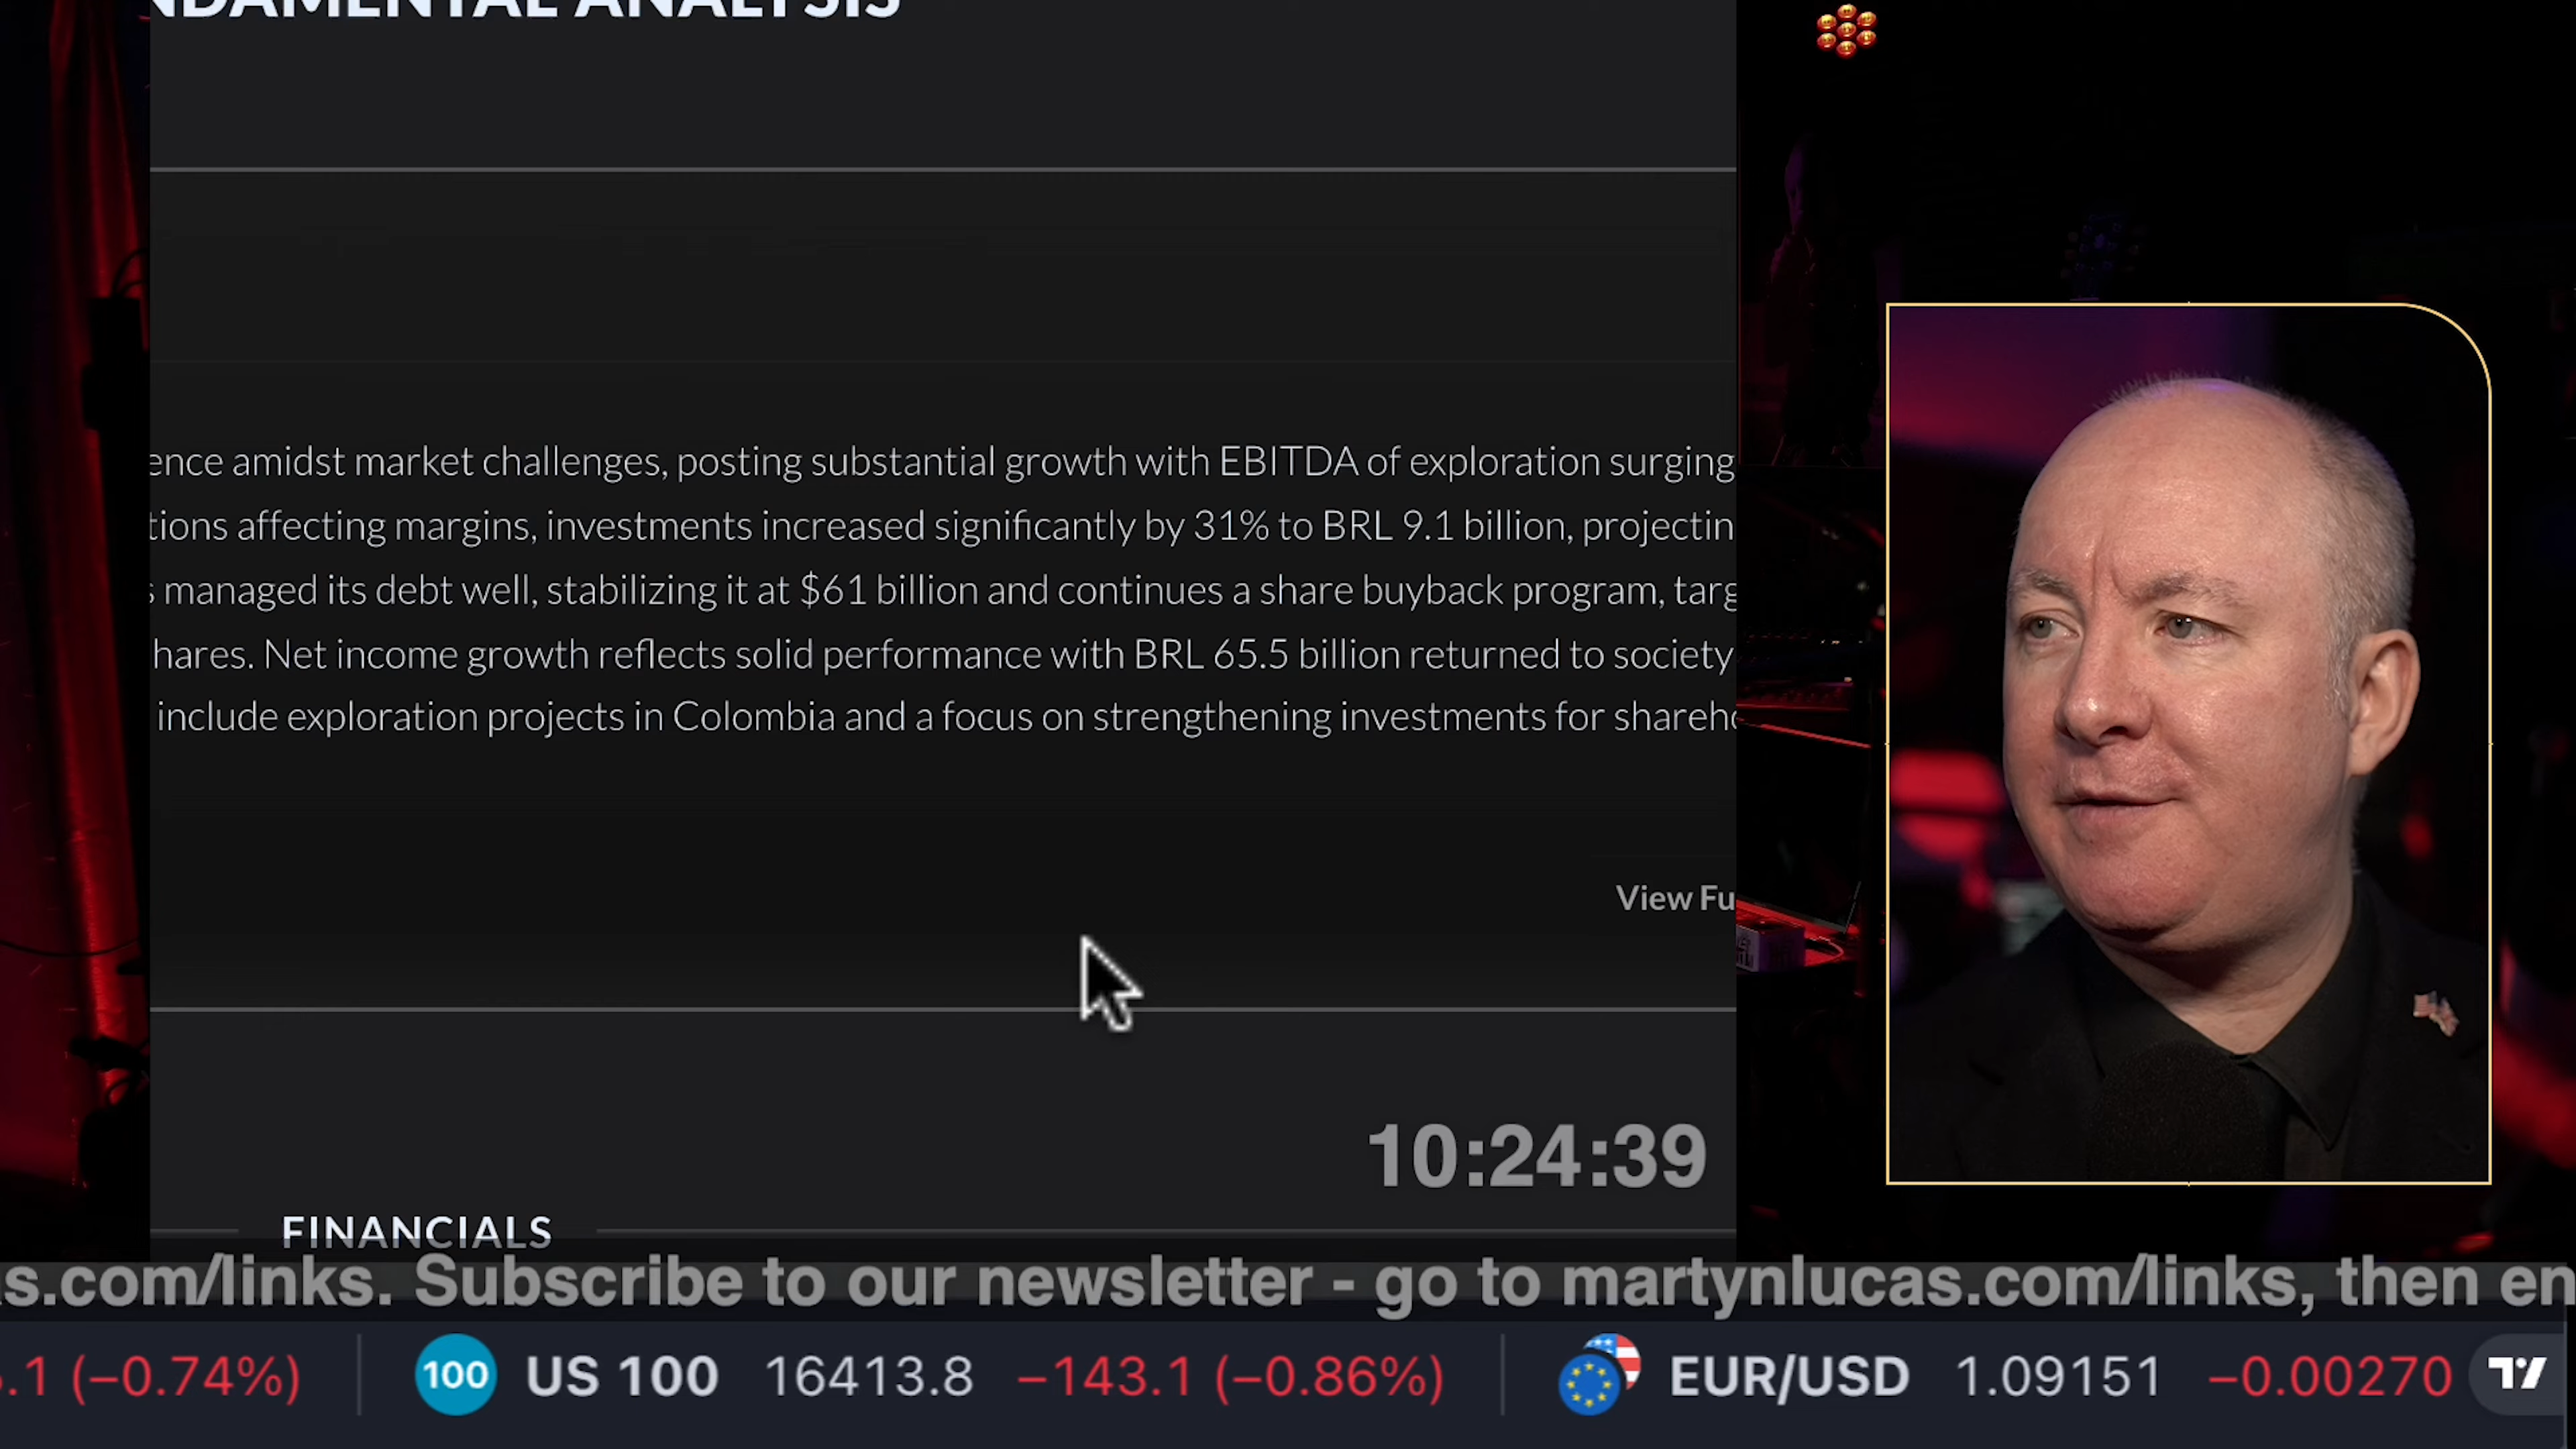 NDAMENTAL ANALYSIS
ence amidst market challenges, posting substantial growth with EBITDA of exploration surging
tions affecting margins, investments increased significantly by 31% to BRL 9.1 billion, projectin
s managed its debt well, stabilizing it at $61 billion and continues a share buyback program, targ
hares. Net income growth reflects solid performance with BRL 65.5 billion returned to society
include exploration projects in Colombia and a focus on strengthening investments for shareho
View Fu
10:24:39
FINANCIALS
s.com/links. Subscribe to our newsletter - go to martynlucas.com/links, then en
.1 (−0.74%) 100 US 100 16413.8 −143.1 (−0.86%) EUR/USD 1.09151 −0.00270